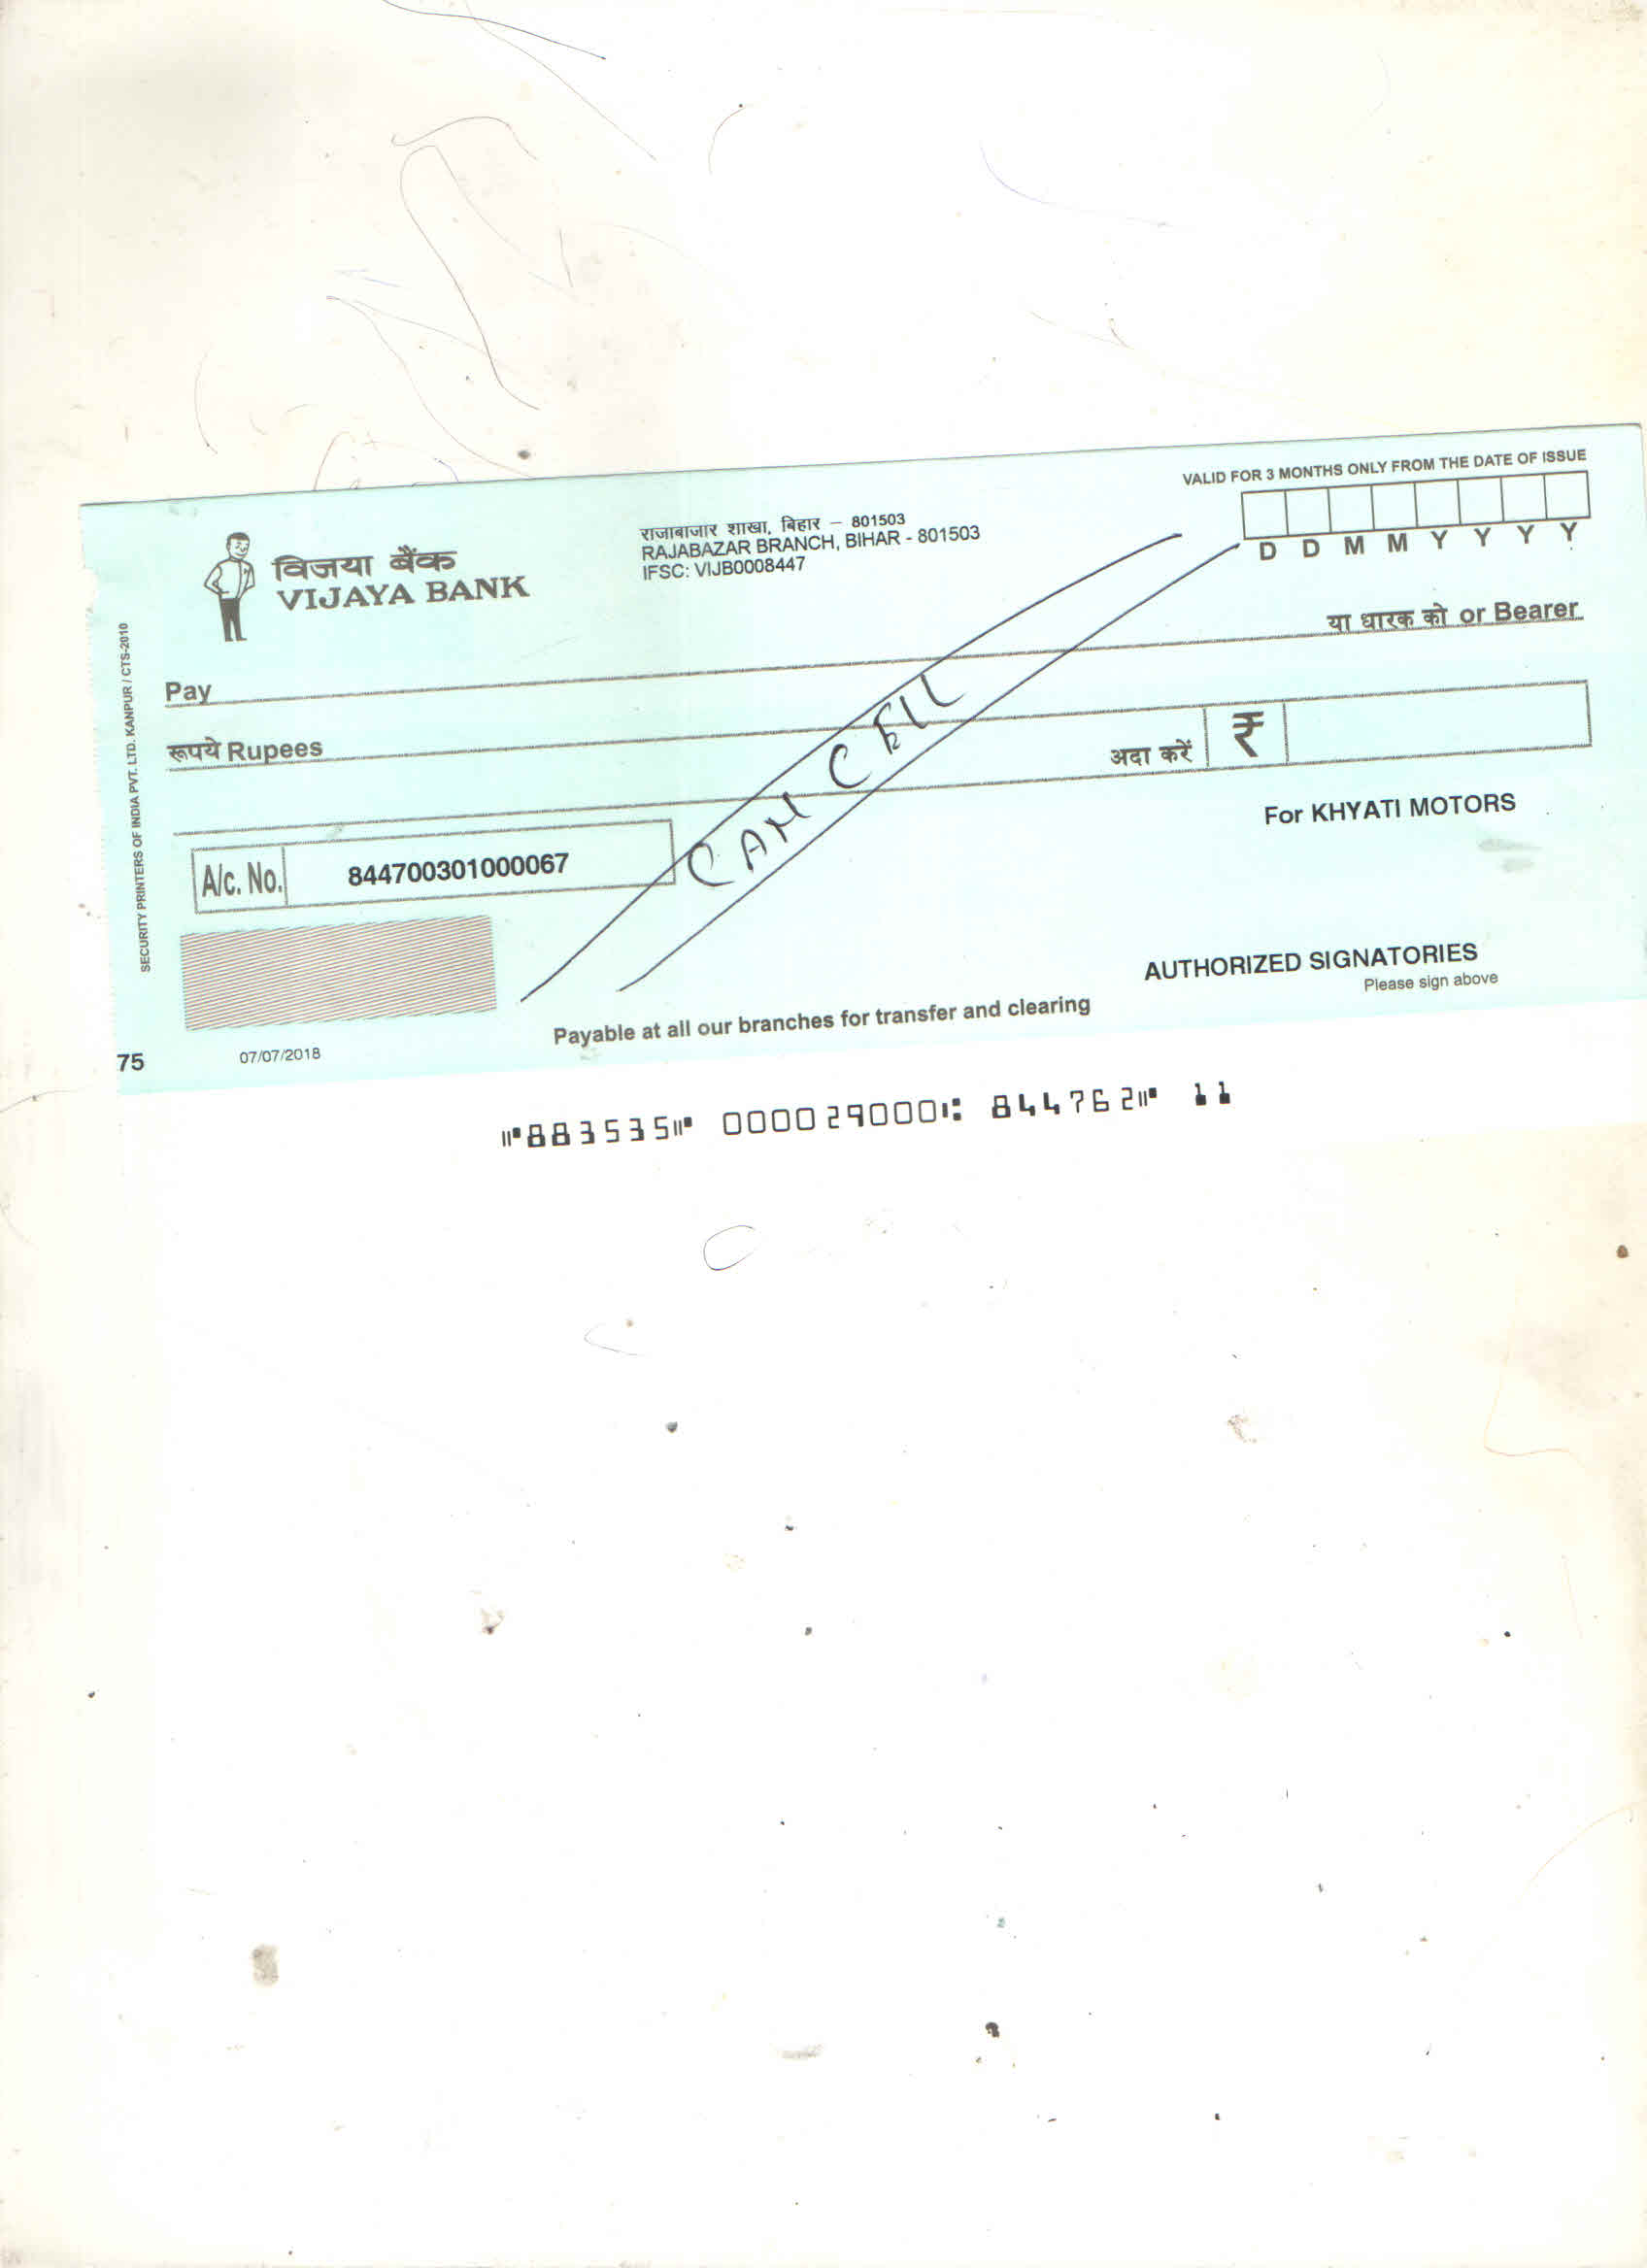 VALID FOR 3 MONTHS ONLY FROM THE DATE OF ISSUE
D D M M Y Y Y Y
विजया बैंक
VIJAYA BANK
राजाबाजार शाखा, बिहार – 801503
RAJABAZAR BRANCH, BIHAR - 801503
IFSC: VIJB0008447
Pay
या धारक को or Bearer
रूपये Rupees
अदा करें ₹
CANCELL
A/c. No. 844700301000067
For KHYATI MOTORS
AUTHORIZED SIGNATORIES
Please sign above
Payable at all our branches for transfer and clearing
75 07/07/2018
SECURITY PRINTERS OF INDIA PVT. LTD. KANPUR / CTS-2010
⑈883535⑈ 000029000⑆ 844762⑈ 11